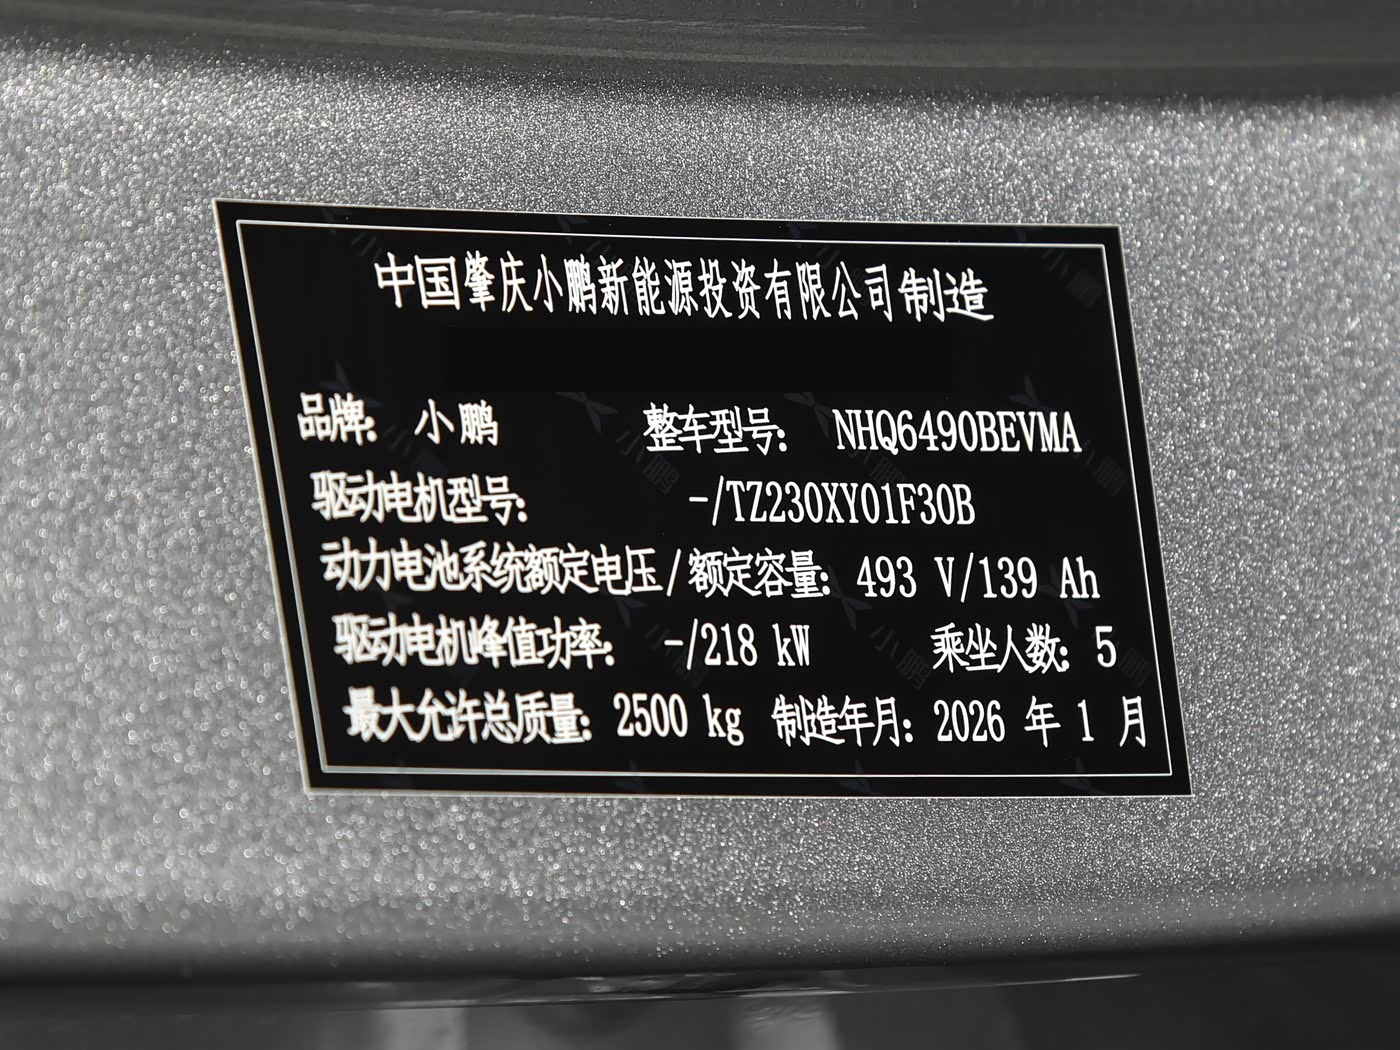 中国肇庆小鹏新能源投资有限公司制造
品牌: 小鹏 整车型号: NHQ6490BEVMA
驱动电机型号: -/TZ230XY01F30B
动力电池系统额定电压/额定容量: 493 V/139 Ah
驱动电机峰值功率: -/218 kW 乘坐人数: 5
最大允许总质量: 2500 kg 制造年月: 2026 年 1 月